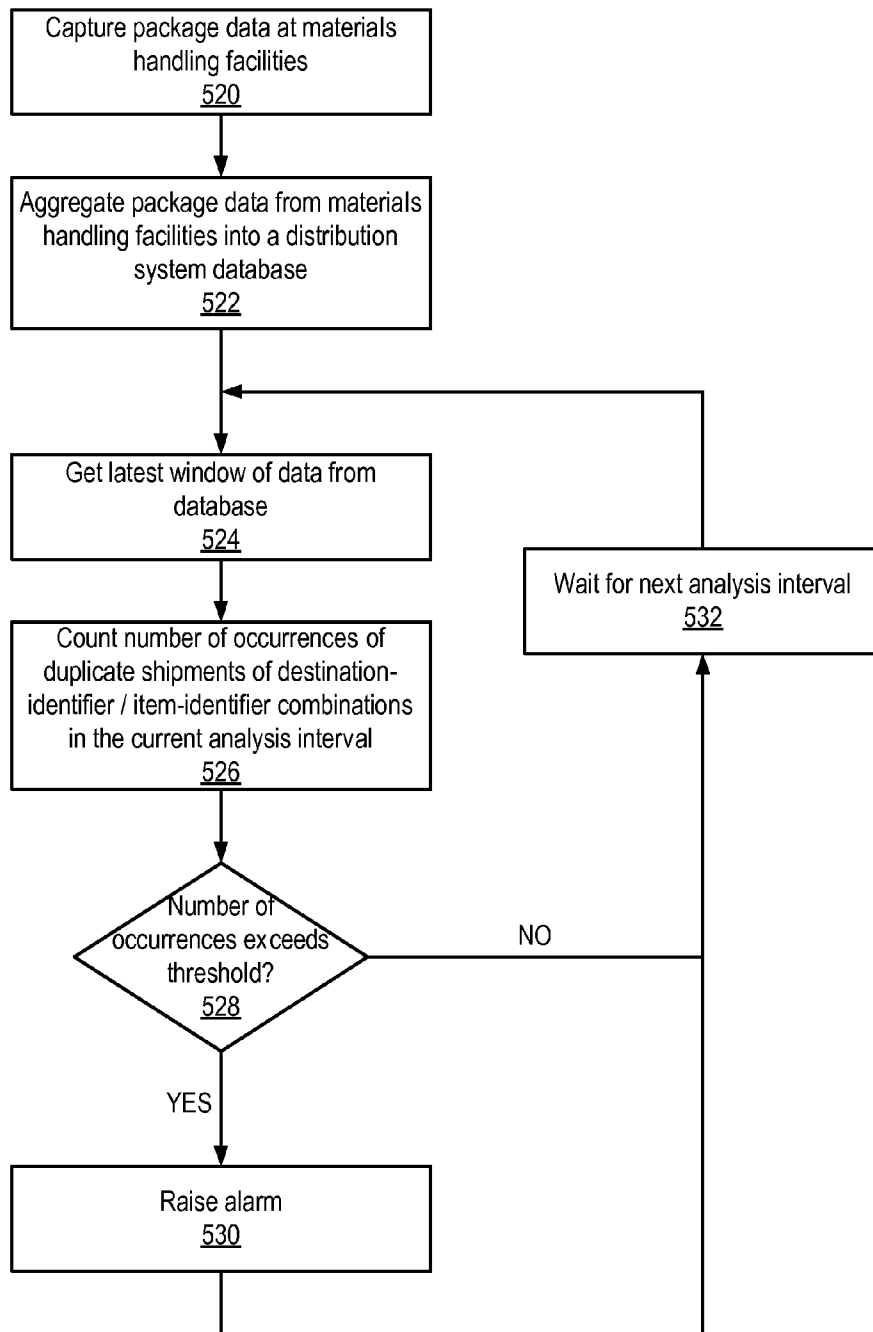 Capture package data at materials
handling facilities
520
Aggregate package data from materials
handling facilities into a distribution
system database
522
Get latest window of data from
database
524
Wait for next analysis interval
532
Count number of occurrences of
duplicate shipments of destination-
identifier / item-identifier combinations
in the current analysis interval
526
Number of
occurrences exceeds
threshold?
528
NO
YES
Raise alarm
530